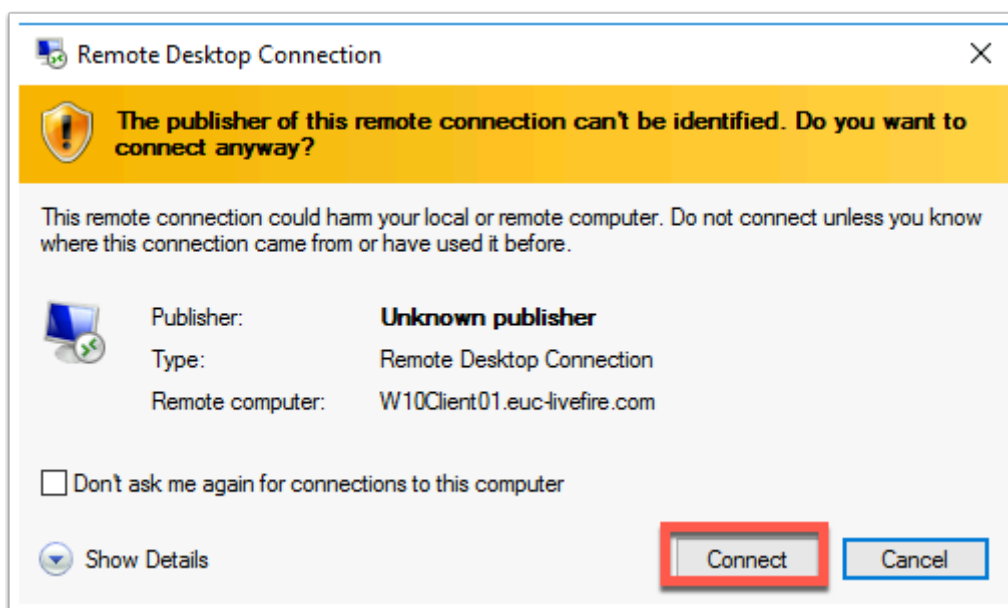 Remote Desktop Connection
The publisher of this remote connection can't be identified. Do you want to
connect anyway?
This remote connection could harm your local or remote computer. Do not connect unless you know
where this connection came from or have used it before.
Publisher: Unknown publisher
Type: Remote Desktop Connection
Remote computer: W10Client01.euc-livefire.com
Don't ask me again for connections to this computer
Show Details Connect Cancel